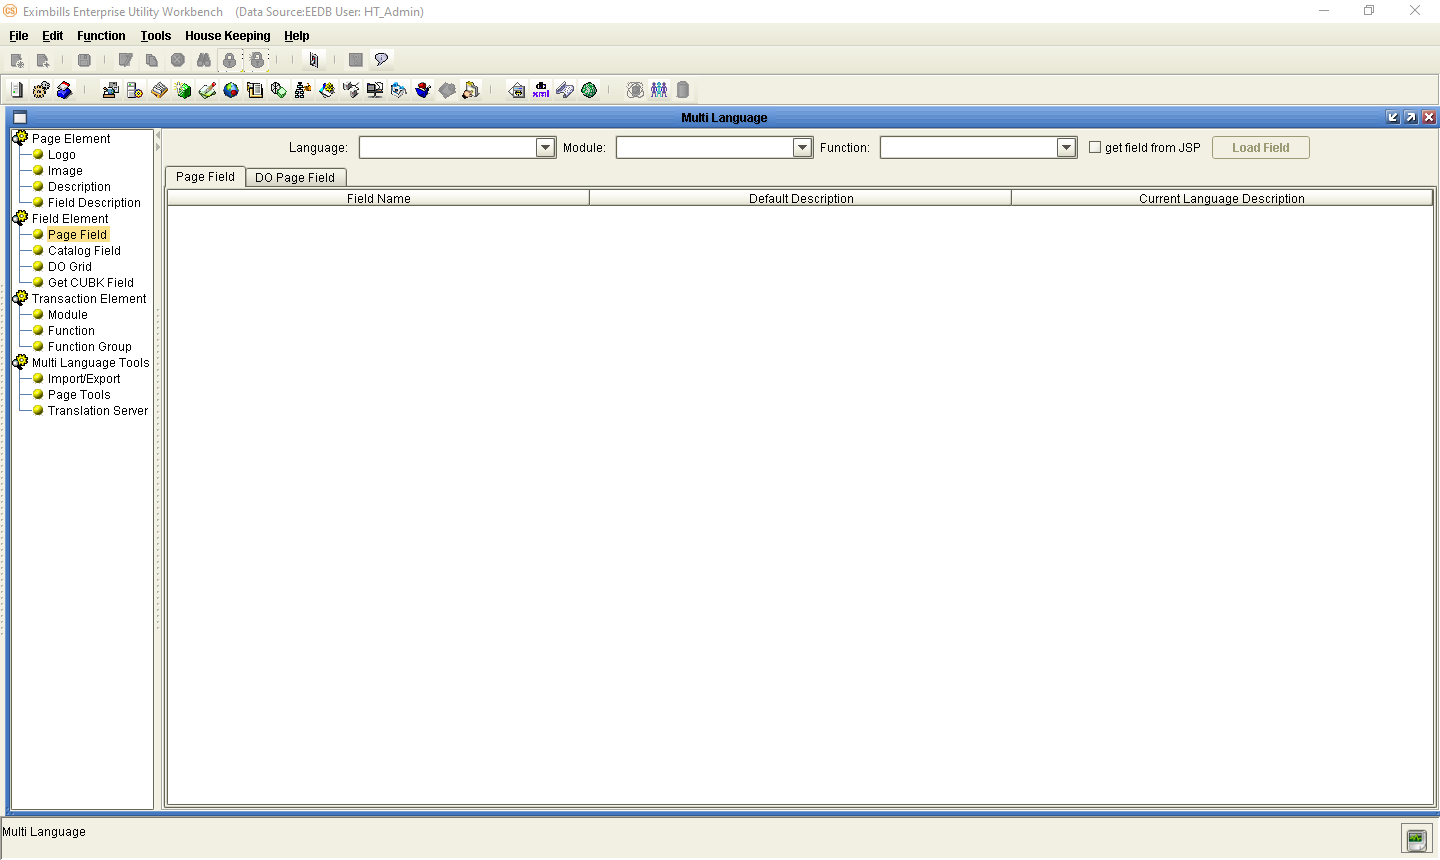 Eximbills Enterprise Utility Workbench (Data Source:EEDB User: HT_Admin)
File Edit Function Tools House Keeping Help
db
xml
Multi Language
Page Element
Logo
Image
Description
Field Description
Field Element
Page Field
Catalog Field
DO Grid
Get CUBK Field
Transaction Element
Module
Function
Function Group
Multi Language Tools
Import/Export
Page Tools
Translation Server
Language: Module: Function: get field from JSP Load Field
Page Field DO Page Field
Field Name Default Description Current Language Description
Multi Language